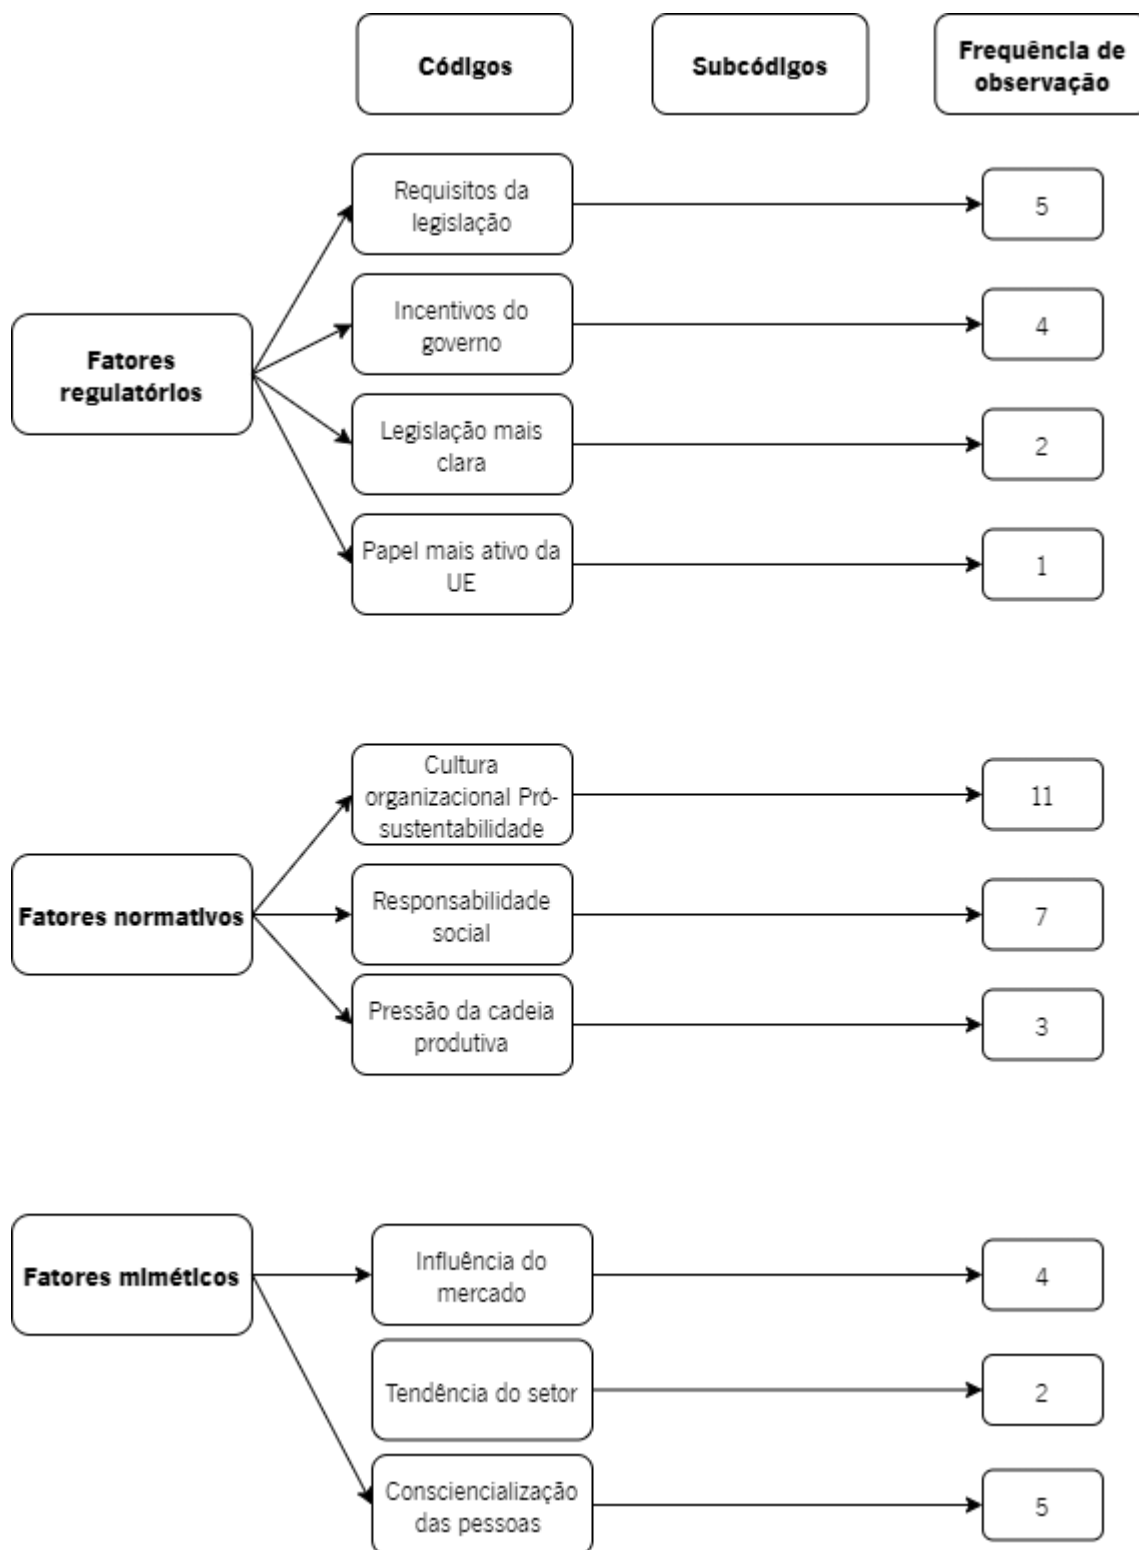 Códigos
Subcódigos
Frequência de
observação
Fatores
regulatórios
Requisitos da
legislação
5
Incentivos do
governo
4
Legislação mais
clara
2
Papel mais ativo da
UE
1
Fatores normativos
Cultura
organizacional Pró-
sustentabilidade
11
Responsabilidade
social
7
Pressão da cadeia
produtiva
3
Fatores miméticos
Influência do
mercado
4
Tendência do setor
2
Consciencialização
das pessoas
5